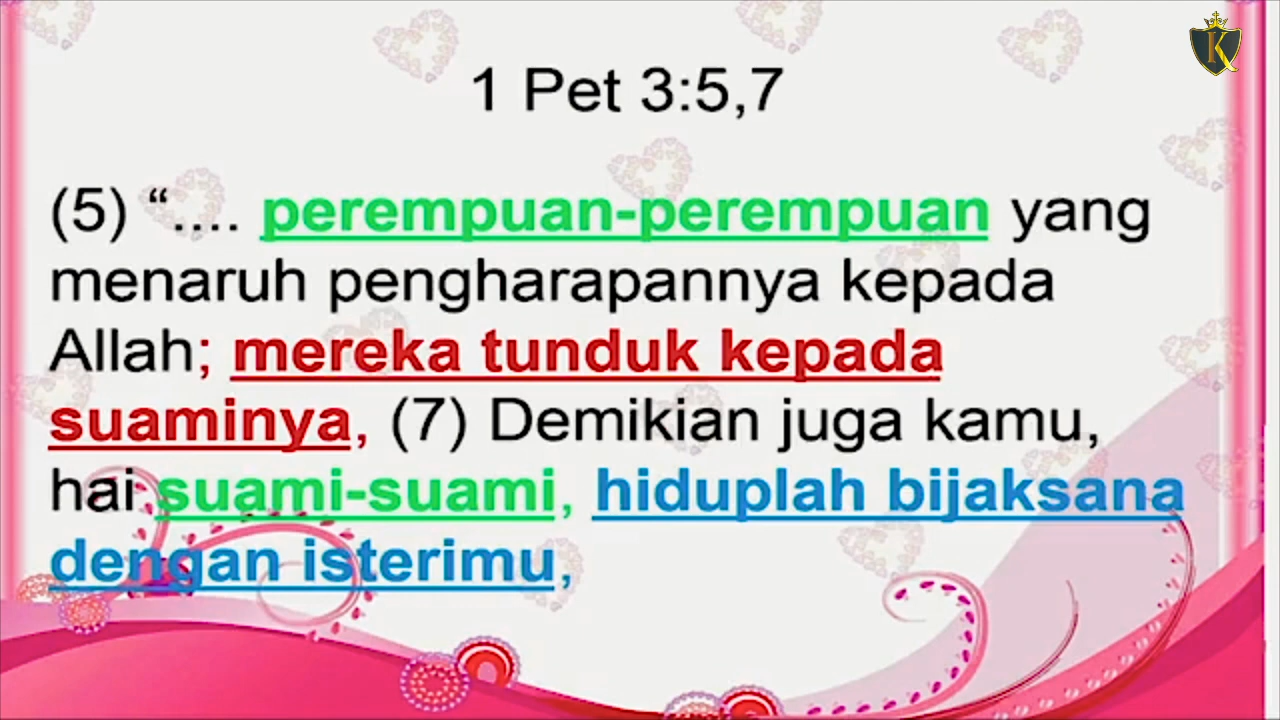 K
1 Pet 3:5,7
(5) “.... perempuan-perempuan yang
menaruh pengharapannya kepada
Allah; mereka tunduk kepada
suaminya, (7) Demikian juga kamu,
hai suami-suami, hiduplah bijaksana
dengan isterimu,